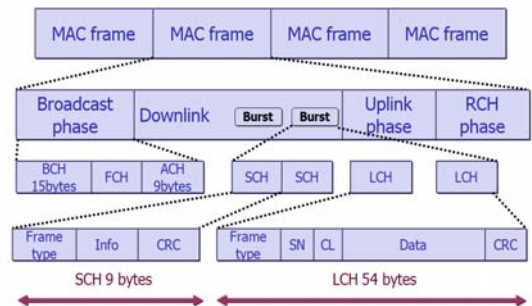 MAC frame MAC frame MAC frame MAC frame
Broadcast phase Downlink Burst Burst Uplink phase RCH phase
BCH 15bytes FCH ACH 9bytes SCH SCH LCH LCH
Frame type Info CRC Frame type SN CL Data CRC
SCH 9 bytes LCH 54 bytes